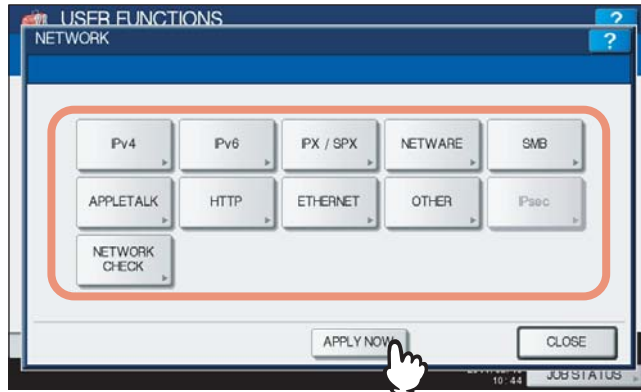 USER FUNCTIONS
?
NETWORK
?
IPv4
IPv6
IPX / SPX
NETWARE
SMB
APPLETALK
HTTP
ETHERNET
OTHER
IPsec
NETWORK
CHECK
APPLY NOW
CLOSE
10:44
JOB STATUS